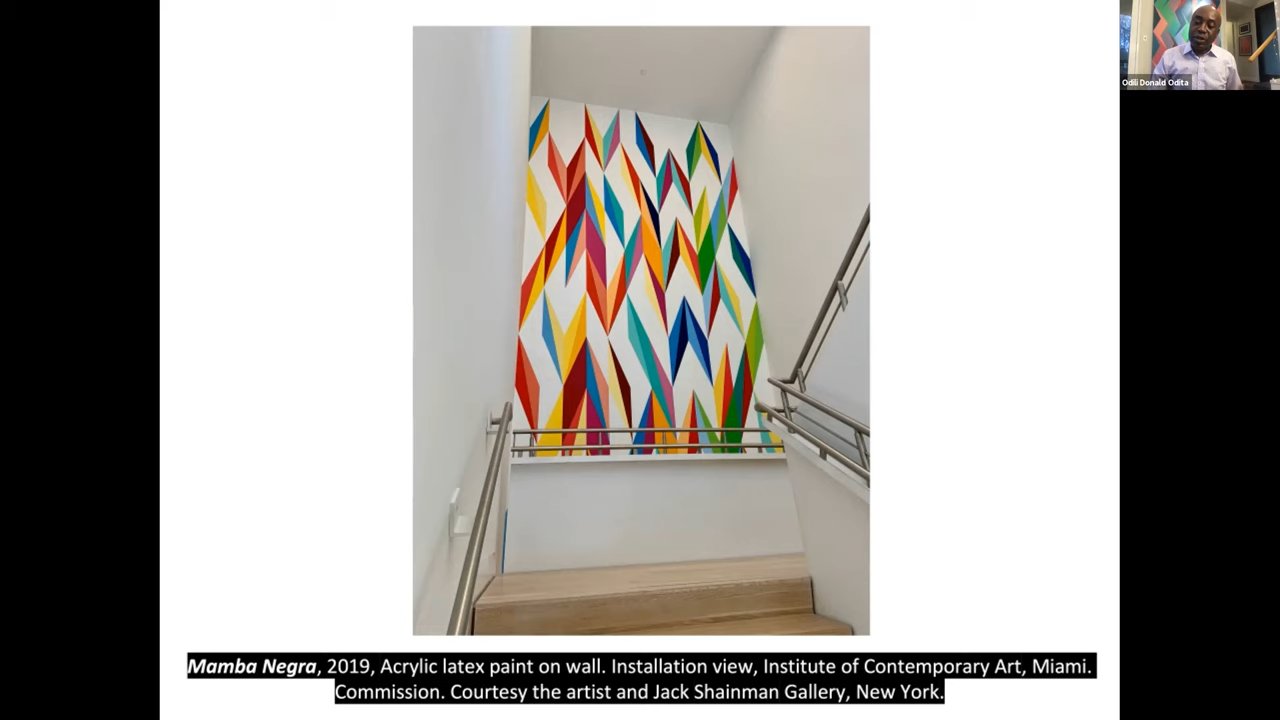 Odili Donald Odita
Mamba Negra, 2019, Acrylic latex paint on wall. Installation view, Institute of Contemporary Art, Miami.
Commission. Courtesy the artist and Jack Shainman Gallery, New York.